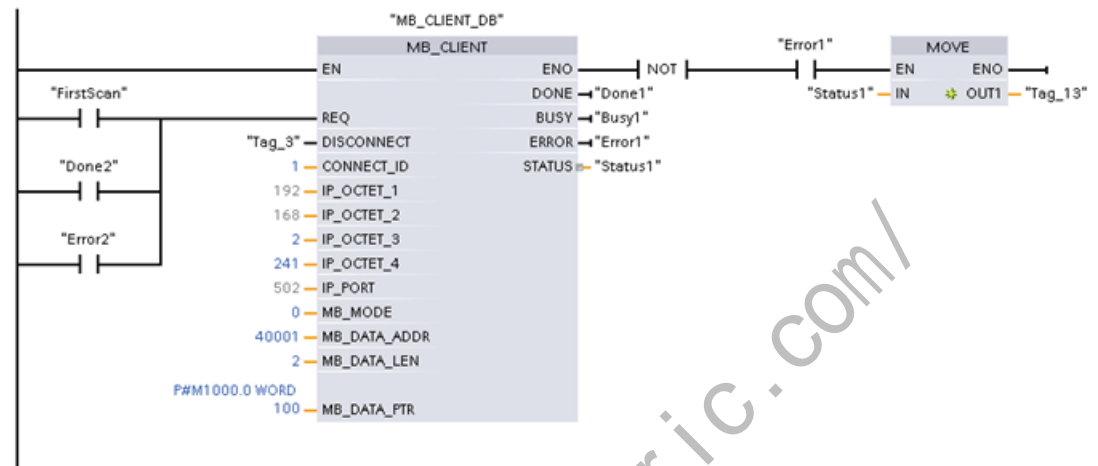 "MB_CLIENT_DB"
MB_CLIENT
"Error1"
MOVE
EN
ENO
NOT
EN
ENO
"FirstScan"
DONE
"Done1"
"Status1"
IN
OUT1
"Tag_13"
REQ
BUSY
"Busy1"
"Tag_3"
DISCONNECT
ERROR
"Error1"
"Done2"
1
CONNECT_ID
STATUS
"Status1"
192
IP_OCTET_1
168
IP_OCTET_2
"Error2"
2
IP_OCTET_3
241
IP_OCTET_4
502
IP_PORT
0
MB_MODE
40001
MB_DATA_ADDR
2
MB_DATA_LEN
P#M1000.0 WORD
100
MB_DATA_PTR
ric.com/